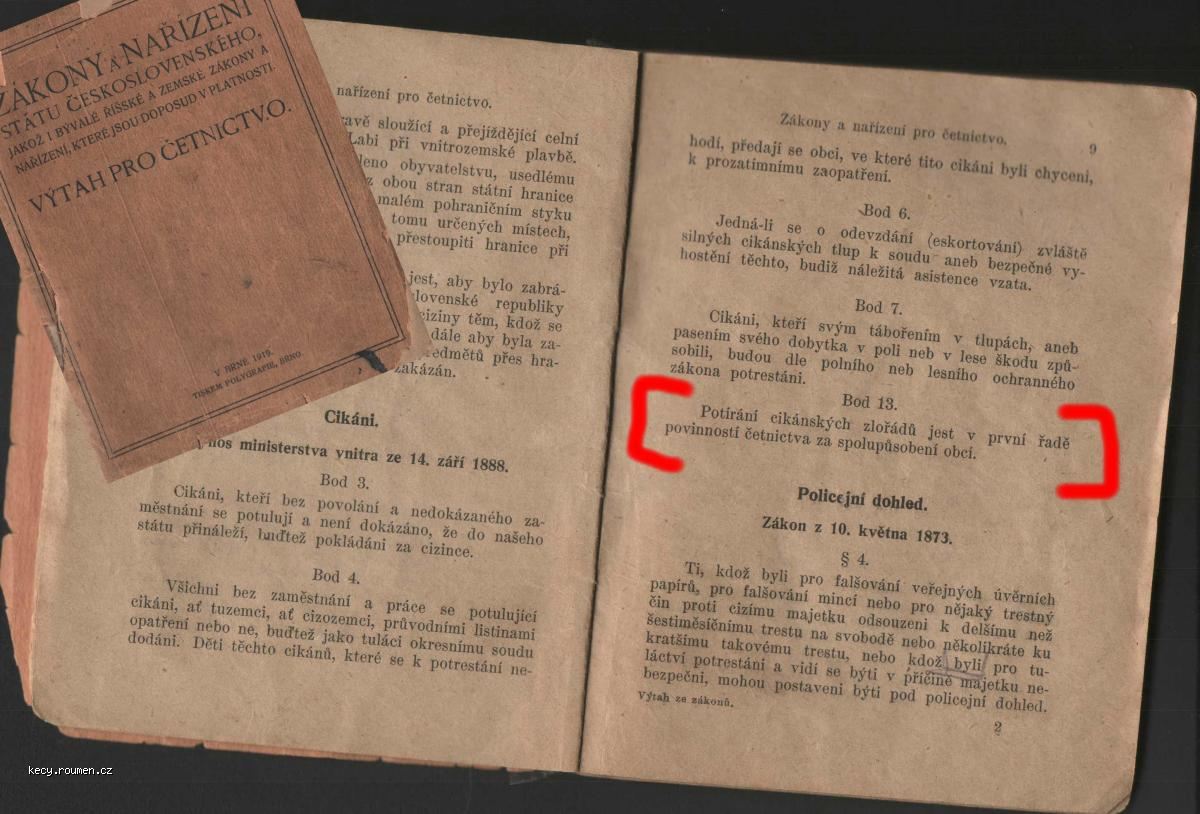 ZÁKONY A NAŘÍZENÍ
STÁTU ČESKOSLOVENSKÉHO,
JAKOŽ I BÝVALÉ ŘÍŠSKÉ A ZEMSKÉ ZÁKONY A
NAŘÍZENÍ, KTERÉ JSOU DOPOSUD V PLATNOSTI.
VÝTAH PRO ČETNICTVO.
V BRNĚ 1919.
TISKEM POLYGRAFIE, BRNO.
nařízení pro četnictvo.
sloužící a přejíždějící celní
Labi při vnitrozemské plavbě.
obyvatelstvu, usedlému
z obou stran státní hranice
malém pohraničním styku
tomu určených místech,
přestoupiti hranice při
jest, aby bylo zabrá-
republiky
ciziny těm, kdož se
dále aby byla za-
přes hra-
zakázán.
Cikáni.
ministerstva vnitra ze 14. září 1888.
Bod 3.
Cikáni, kteří bez povolání a nedokázaného za-
městnání se potulují a není dokázáno, že do našeho
státu přináleží, buďtež pokládáni za cizince.
Bod 4.
Všichni bez zaměstnání a práce se potulující
cikáni, ať tuzemci, ať cizozemci, průvodními listinami
opatření nebo ne, buďtež jako tuláci okresnímu soudu
dodáni. Děti těchto cikánů, které se k potrestání ne-
Zákony a nařízení pro četnictvo. 9
hodí, předají se obci, ve které tito cikáni byli chyceni,
k prozatimnímu zaopatření.
Bod 6.
Jedná-li se o odevzdání (eskortování) zvláště
silných cikánských tlup k soudu aneb bezpečné vy-
hostění těchto, budiž náležitá asistence vzata.
Bod 7.
Cikáni, kteří svým tábořením v tlupách, aneb
pasením svého dobytka v poli neb v lese škodu způ-
sobili, budou dle polního neb lesního ochranného
zákona potrestáni.
Bod 13.
Potírání cikánských zlořádů jest v první řadě
povinností četnictva za spolupůsobení obcí.
Policejní dohled.
Zákon z 10. května 1873.
§ 4.
Ti, kdož byli pro falšování veřejných úvěrních
papírů, pro falšování mincí nebo pro nějaký trestný
čin proti cizímu majetku odsouzeni k delšímu než
šestiměsíčnímu trestu na svobodě nebo několikráte ku
kratšímu takovému trestu, nebo kdož byli pro tu-
láctví potrestáni a vidí se býti v příčině majetku ne-
bezpečni, mohou postaveni býti pod policejní dohled.
Výtah ze zákonů.
2
kecy.roumen.cz